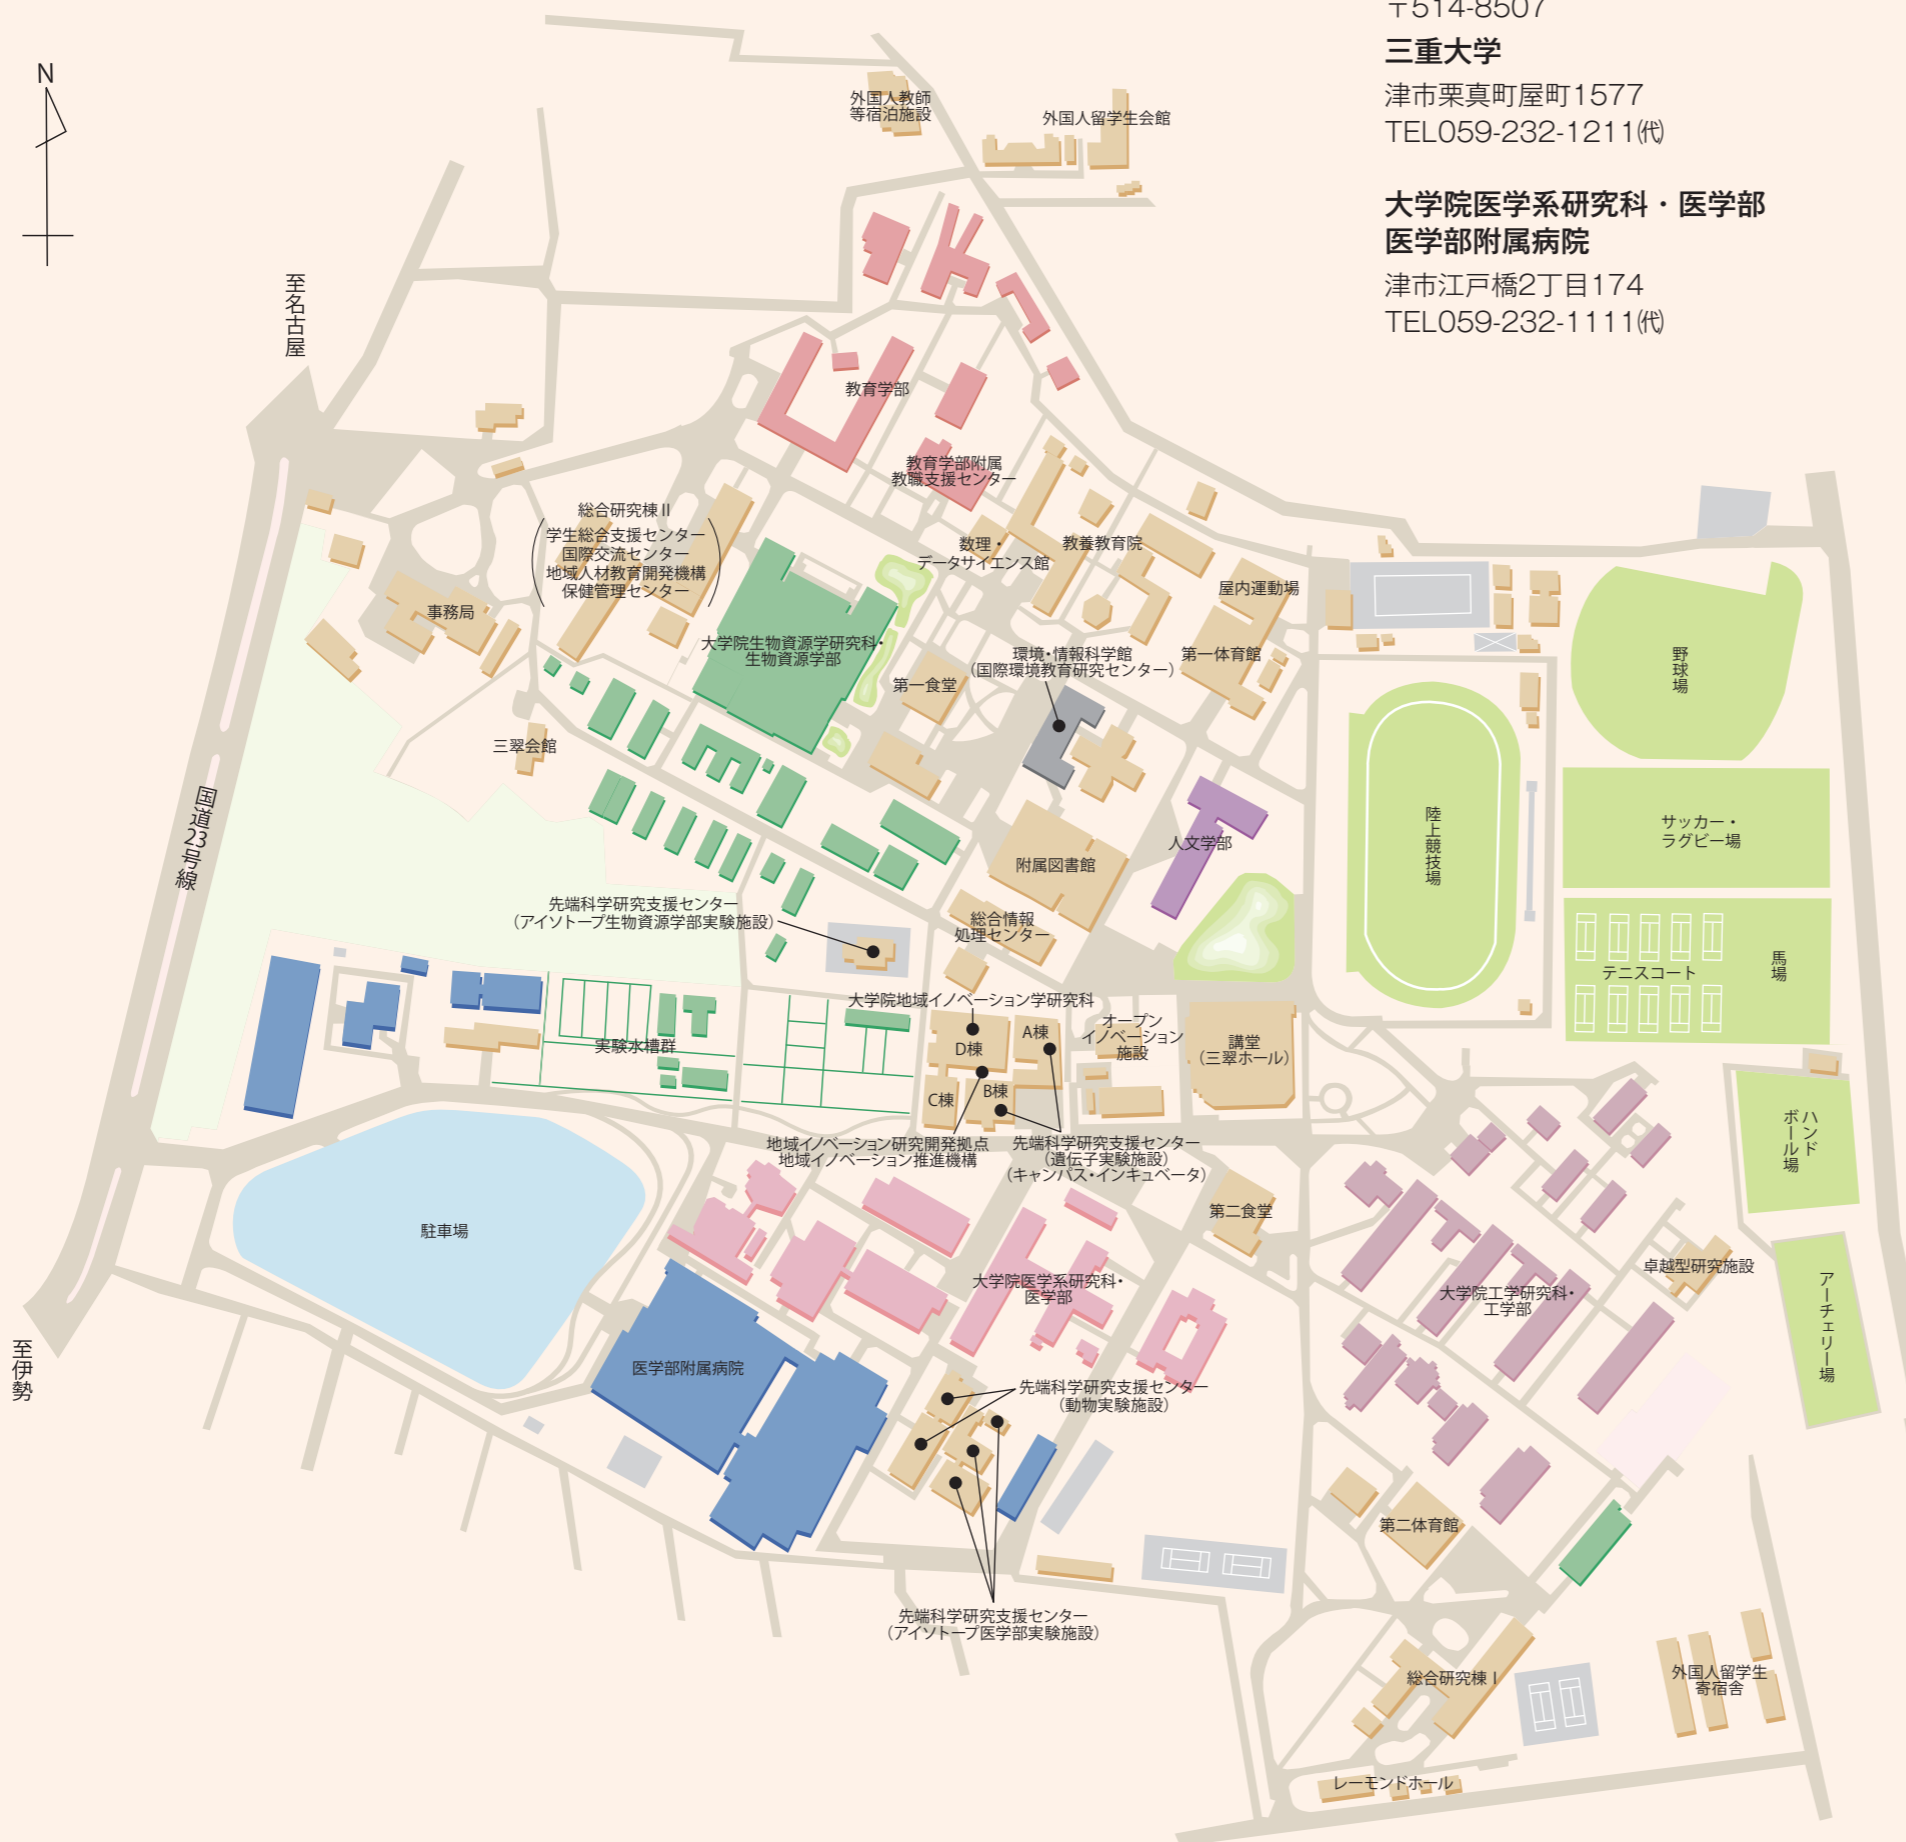 〒514-8507
三重大学
津市栗真町屋町1577
TEL059-232-1211㈹
大学院医学系研究科・医学部
医学部附属病院
津市江戸橋2丁目174
TEL059-232-1111㈹
N
外国人教師
等宿泊施設
外国人留学生会館
至名古屋
教育学部
教育学部附属
教職支援センター
総合研究棟Ⅱ
学生総合支援センター
国際交流センター
地域人材教育開発機構
保健管理センター
数理・
データサイエンス館
教養教育院
屋内運動場
事務局
大学院生物資源学研究科・
生物資源学部
環境・情報科学館
（国際環境教育研究センター）
第一体育館
第一食堂
野球場
三翠会館
国道23号線
陸上競技場
サッカー・
ラグビー場
人文学部
附属図書館
先端科学研究支援センター
（アイソトープ生物資源学部実験施設）
総合情報
処理センター
テニスコート
馬場
大学院地域イノベーション学研究科
A棟
D棟
B棟
C棟
オープン
イノベーション
施設
講堂
（三翠ホール）
実験水槽群
地域イノベーション研究開発拠点
地域イノベーション推進機構
先端科学研究支援センター
（遺伝子実験施設）
（キャンパス・インキュベータ）
ハンド
ボール場
駐車場
第二食堂
大学院医学系研究科・
医学部
大学院工学研究科・
工学部
卓越型研究施設
アーチェリー場
至伊勢
医学部附属病院
先端科学研究支援センター
（動物実験施設）
第二体育館
先端科学研究支援センター
（アイソトープ医学部実験施設）
総合研究棟Ⅰ
外国人留学生
寄宿舎
レーモンドホール